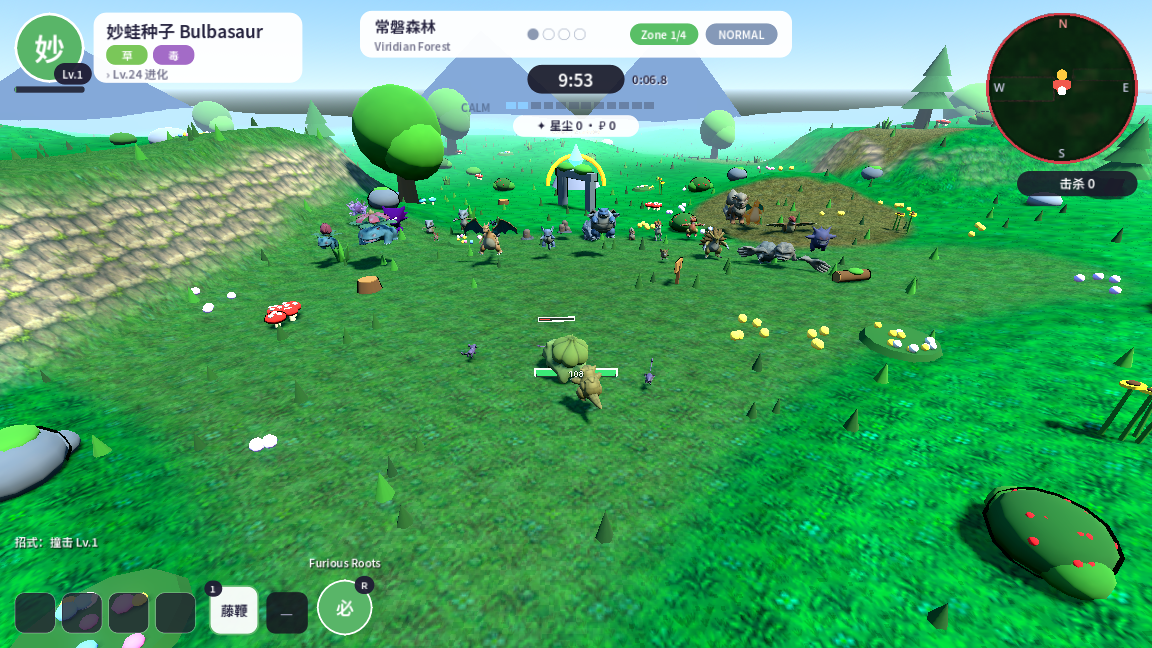 妙
Lv.1
妙蛙种子 Bulbasaur
草 毒
› Lv.24 进化
常磐森林
Viridian Forest
Zone 1/4
NORMAL
9:53
0:06.8
CALM
✦ 星尘 0 · ₽ 0
N
W
E
S
击杀 0
108
招式: 撞击 Lv.1
Furious Roots
1
藤鞭
—
R
必